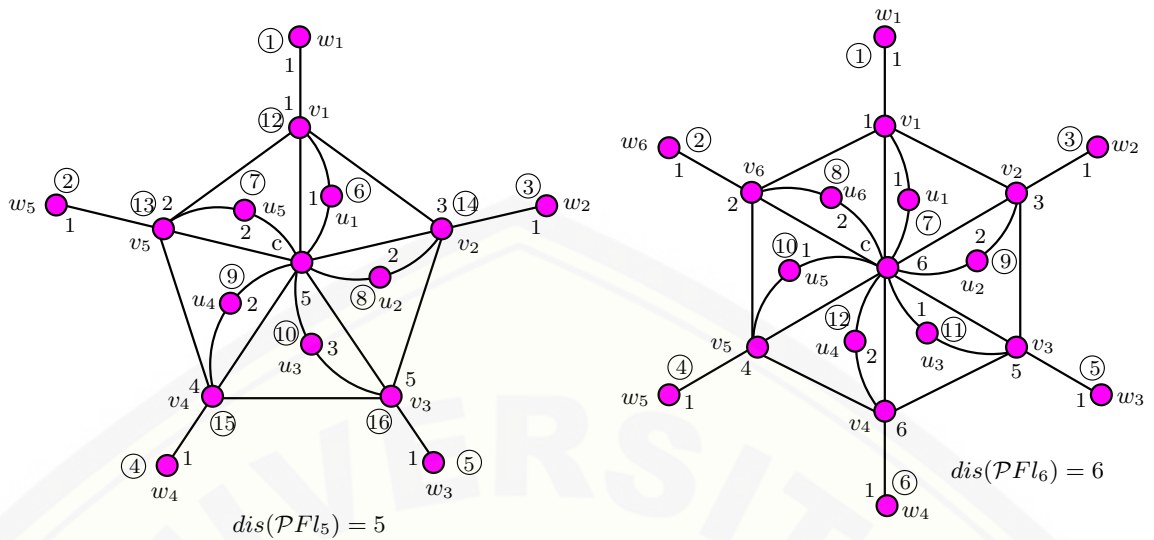 ① w₁
1
1 v₁
⑫
② ⑦ ⑥ ③
w₅ 1 ⑬ 2 u₅ 1 u₁ 3 ⑭ w₂
v₅ 2 c 2 v₂ 1
⑨ u₄ 2 5 ⑧ u₂
⑩ 3
u₃
4 5
v₄ v₃
⑮ ⑯
④ 1 1 ⑤
w₄ w₃
dis(𝒫Fl₅) = 5
w₁
① 1
1 v₁
w₆ ② ③ w₂
1 v₆ ⑧ 1 v₂ 1
2 u₆ u₁ 3
2 ⑦
⑩ 1 c 6 2 ⑨
u₅ u₂
⑫ 1 ⑪
v₅ u₄ 2 u₃ v₃
4 5
④ ⑤
w₅ 1 1 w₃
v₄ 6
1 ⑥
w₄
dis(𝒫Fl₆) = 6
UNIVERSIT